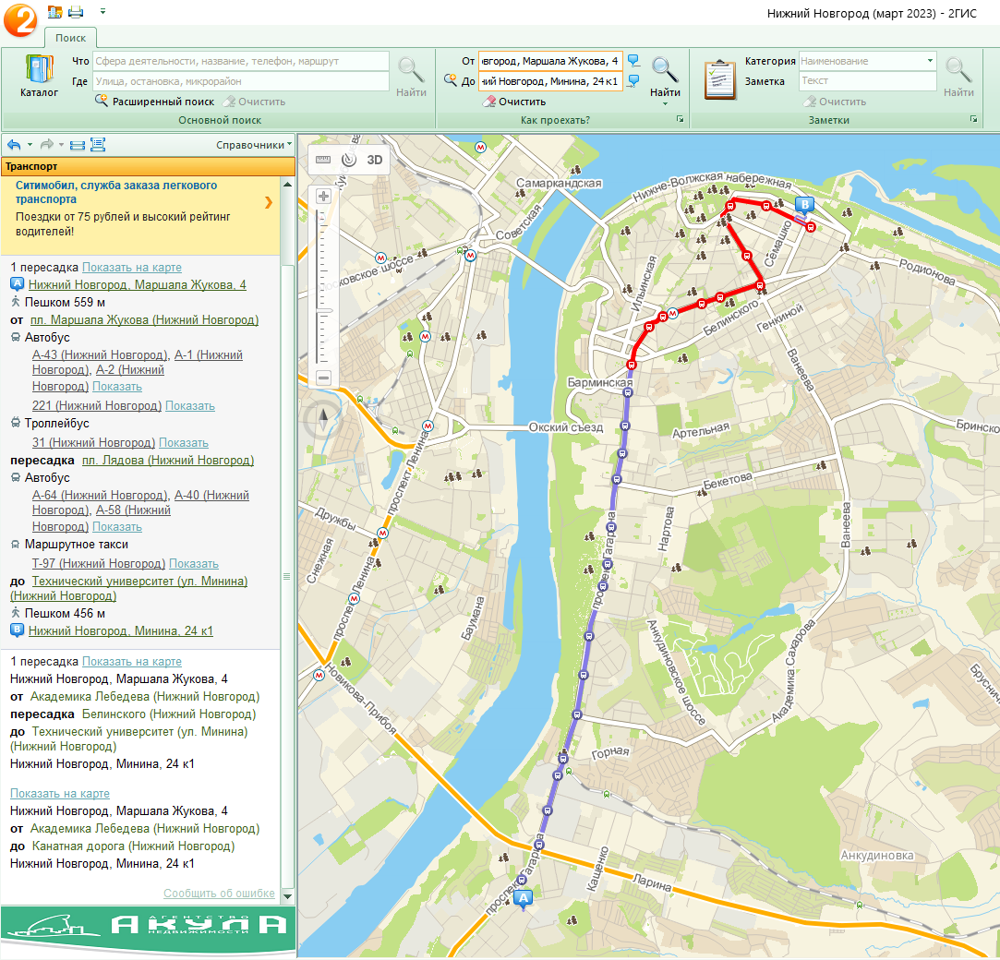 2
Нижний Новгород (март 2023) - 2ГИС
Поиск
Каталог
Что Сфера деятельности, название, телефон, маршрут
Где Улица, остановка, микрорайон
Расширенный поиск Очистить
Найти
Основной поиск
От овгород, Маршала Жукова, 4
До ний Новгород, Минина, 24 к1
Очистить
Найти
Как проехать?
Категория Наименование
Заметка Текст
Очистить
Найти
Заметки
Справочники
Транспорт
Ситимобил, служба заказа легкового
транспорта
Поездки от 75 рублей и высокий рейтинг
водителей!
1 пересадка Показать на карте
A Нижний Новгород, Маршала Жукова, 4
Пешком 559 м
от пл. Маршала Жукова (Нижний Новгород)
Автобус
А-43 (Нижний Новгород), А-1 (Нижний
Новгород), А-2 (Нижний
Новгород) Показать
221 (Нижний Новгород) Показать
Троллейбус
31 (Нижний Новгород) Показать
пересадка пл. Лядова (Нижний Новгород)
Автобус
А-64 (Нижний Новгород), А-40 (Нижний
Новгород), А-58 (Нижний
Новгород) Показать
Маршрутное такси
Т-97 (Нижний Новгород) Показать
до Технический университет (ул. Минина)
(Нижний Новгород)
Пешком 456 м
B Нижний Новгород, Минина, 24 к1
1 пересадка Показать на карте
Нижний Новгород, Маршала Жукова, 4
от Академика Лебедева (Нижний Новгород)
пересадка Белинского (Нижний Новгород)
до Технический университет (ул. Минина)
(Нижний Новгород)
Нижний Новгород, Минина, 24 к1
Показать на карте
Нижний Новгород, Маршала Жукова, 4
от Академика Лебедева (Нижний Новгород)
до Канатная дорога (Нижний Новгород)
Нижний Новгород, Минина, 24 к1
Сообщить об ошибке
АГЕНТСТВО
АКУЛА
НЕДВИЖИМОСТИ
3D
Самаркандская
Нижне-Волжская набережная
Советская
Московское шоссе
B
Семашко
Родионова
Ильинская
Белинского
Генкиной
Ванеева
Барминская
Окский съезд
Артельная
Бринско
проспект Ленина
Бекетова
Дружбы
Снежная
Нартова
проспект Гагарина
Ванеева
проспект Ленина
Баумана
Анкудиновское шоссе
Академика Сахарова
Новикова-Прибоя
Бруснич
Горная
Анкудиновка
Кащенко
проспект Гагарина
Ларина
A